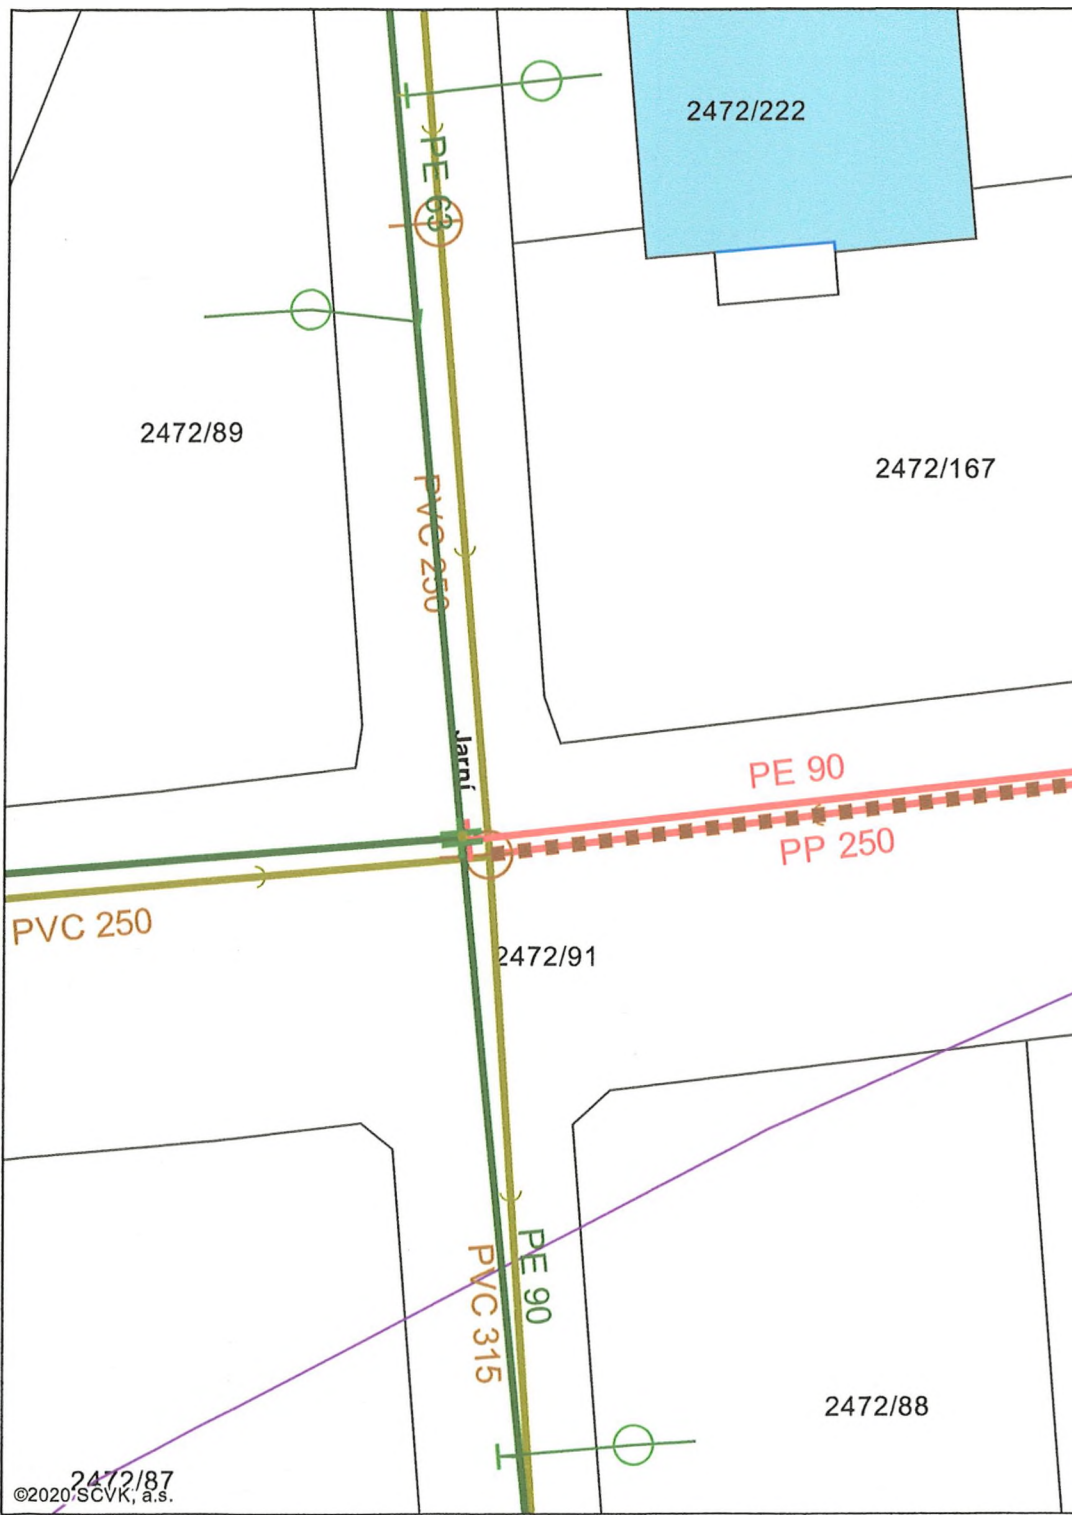 2472/222
PE 63
2472/89
2472/167
PVC 250
Jarní
PE 90
PP 250
PVC 250
2472/91
PE 90
PVC 315
2472/88
2472/87
©2020 SČVK, a.s.